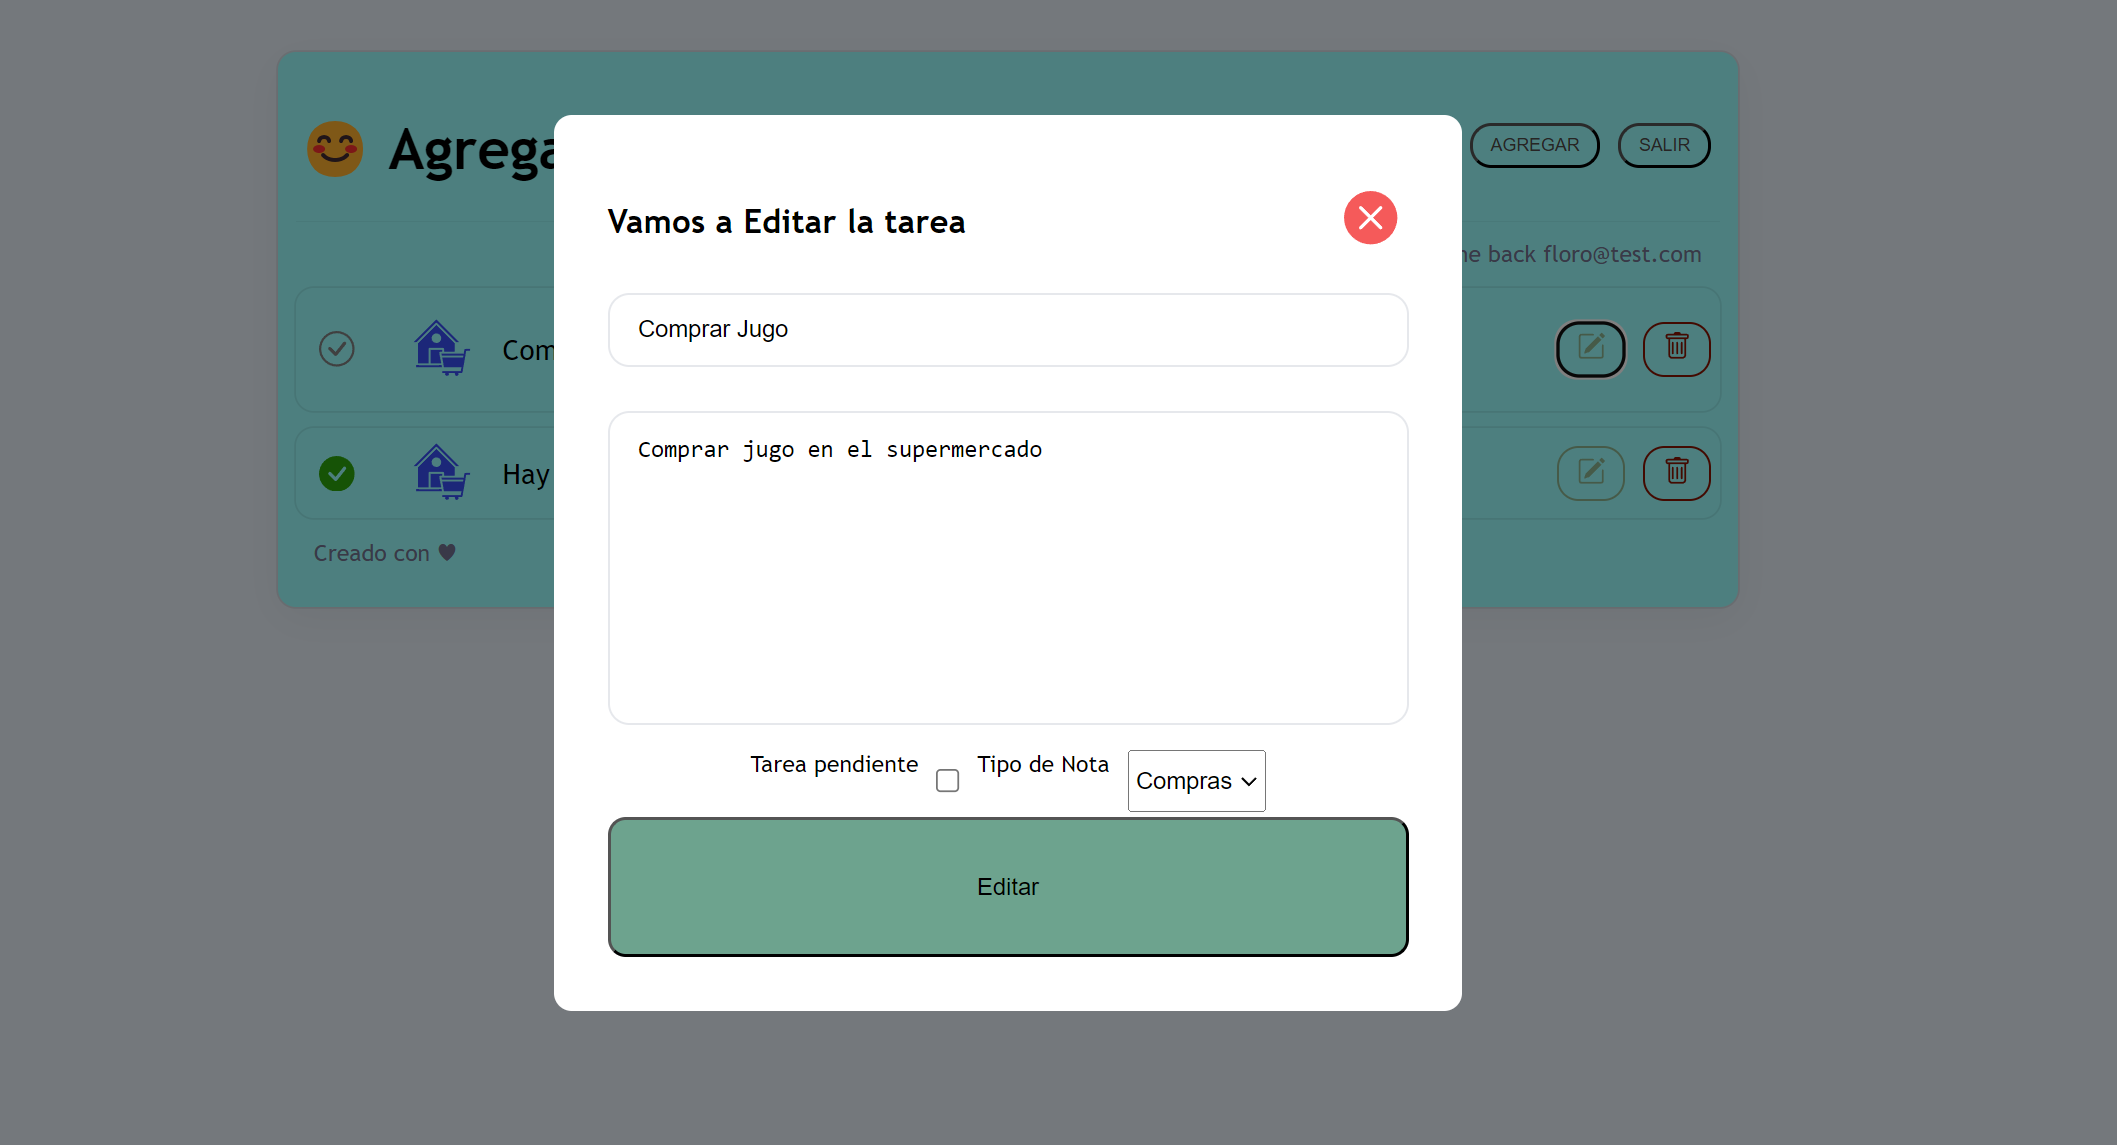 Agrega
AGREGAR
SALIR
Vamos a Editar la tarea
back floro@test.com
Comprar Jugo
Com
Comprar jugo en el supermercado
Hay
Creado con
Tarea pendiente
Tipo de Nota
Compras
Editar